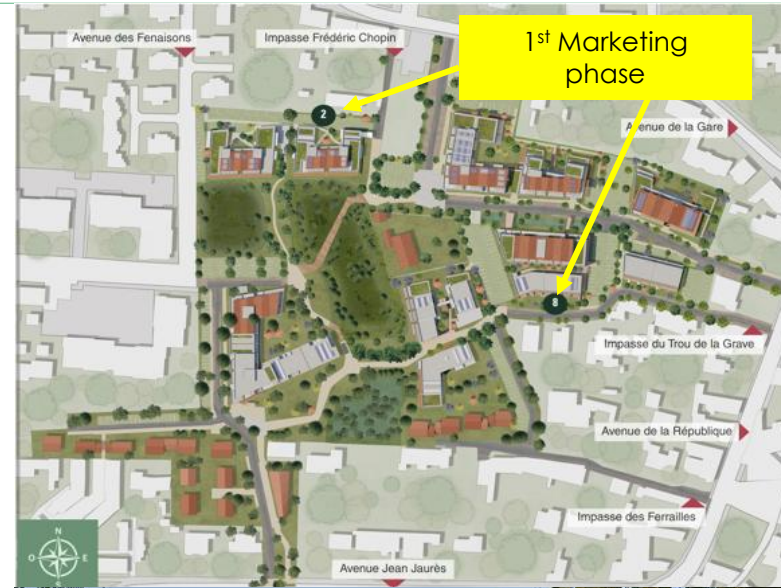 1st Marketing
phase
Avenue des Fenaisons
Impasse Frédéric Chopin
2
Avenue de la Gare
8
Impasse du Trou de la Grave
Avenue de la République
Impasse des Ferrailles
Avenue Jean Jaurès
N
O
E
S